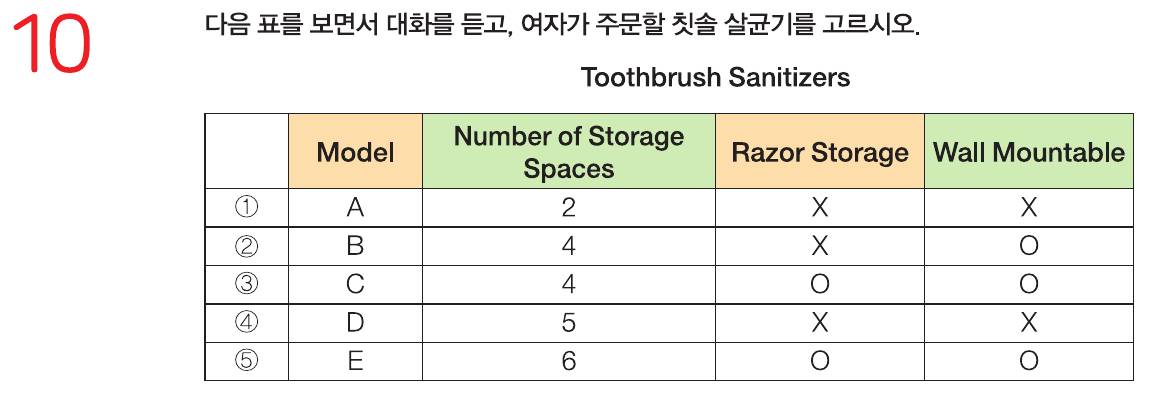 10
다음 표를 보면서 대화를 듣고, 여자가 주문할 칫솔 살균기를 고르시오.
Toothbrush Sanitizers
Model Number of Storage Spaces Razor Storage Wall Mountable
① A 2 X X
② B 4 X O
③ C 4 O O
④ D 5 X X
⑤ E 6 O O